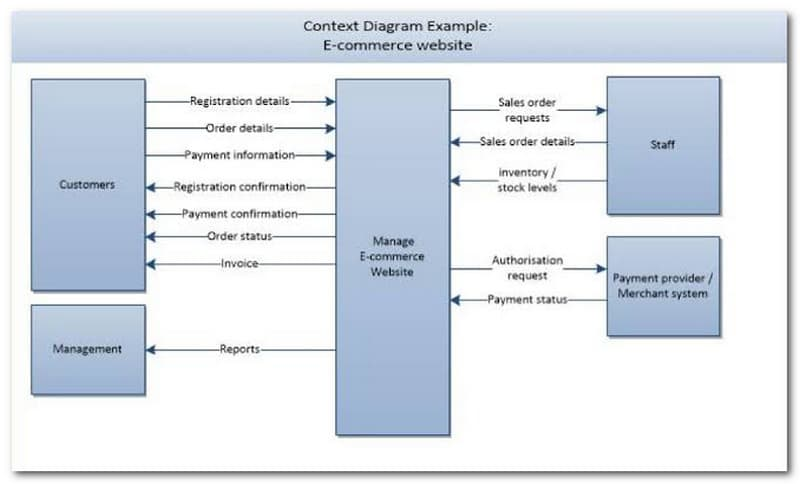 Context Diagram Example:
E-commerce website
Customers
Registration details
Order details
Payment information
Registration confirmation
Payment confirmation
Order status
Invoice
Management
Reports
Manage
E-commerce
Website
Sales order
requests
Sales order details
inventory /
stock levels
Staff
Authorisation
request
Payment status
Payment provider /
Merchant system